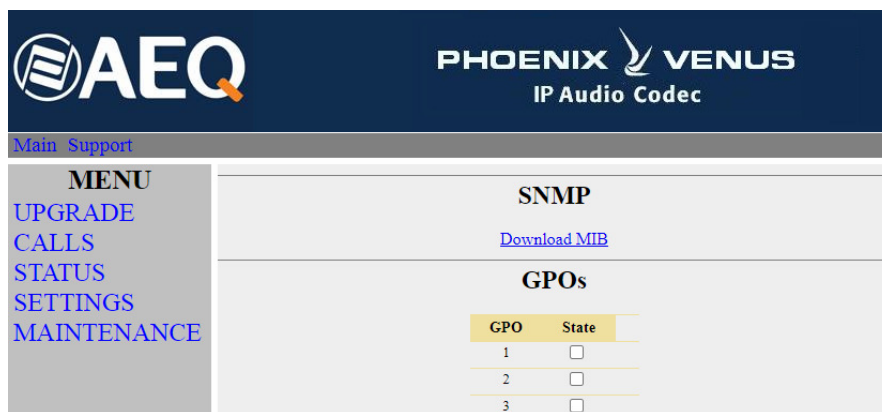 AEQ
PHOENIX VENUS
IP Audio Codec
Main Support
MENU
UPGRADE
CALLS
STATUS
SETTINGS
MAINTENANCE
SNMP
Download MIB
GPOs
GPO State
1
2
3